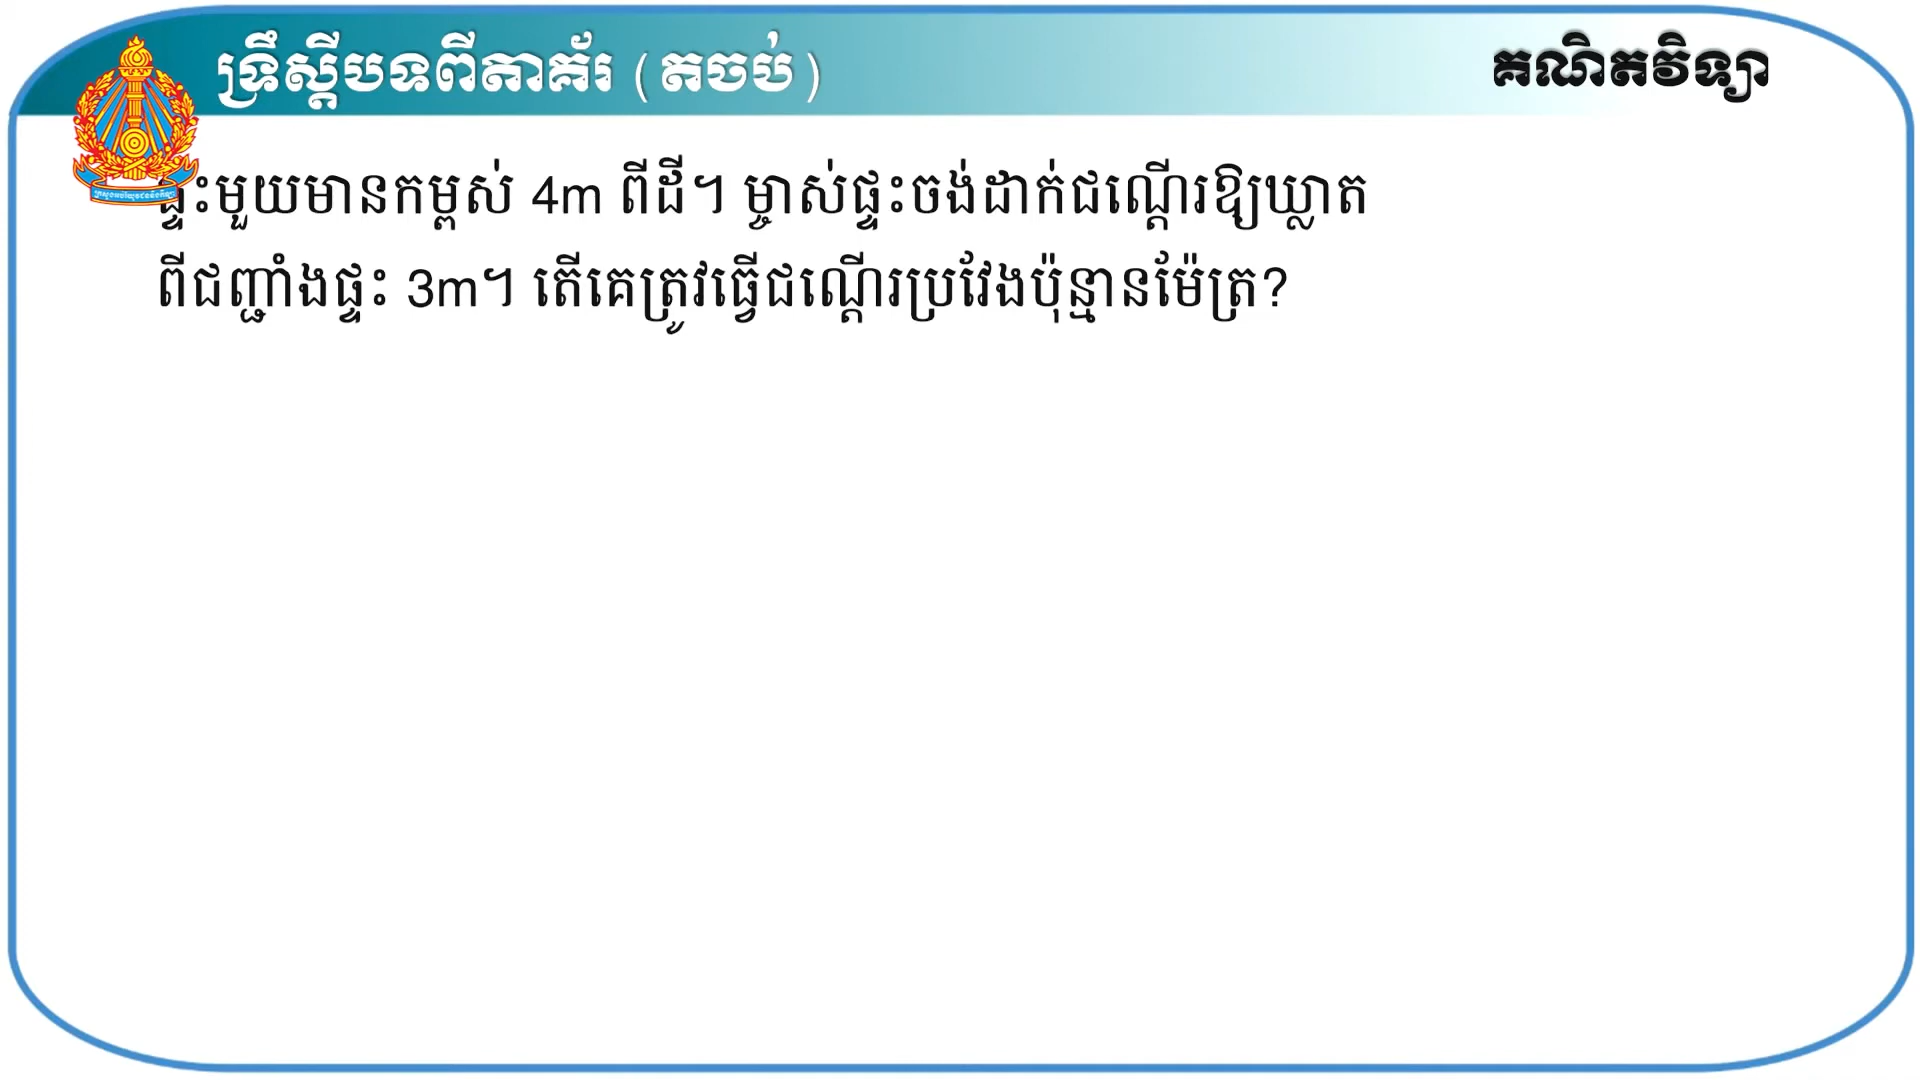 ទ្រឹស្តីបទពីតាគ័រ (តចប់)
គណិតវិទ្យា
ផ្ទះមួយមានកម្ពស់ 4m ពីដី។ ម្ចាស់ផ្ទះចង់ដាក់ជណ្តើរឱ្យឃ្លាត
ពីជញ្ជាំងផ្ទះ 3m។ តើគេត្រូវធ្វើជណ្តើរប្រវែងប៉ុន្មានម៉ែត្រ?